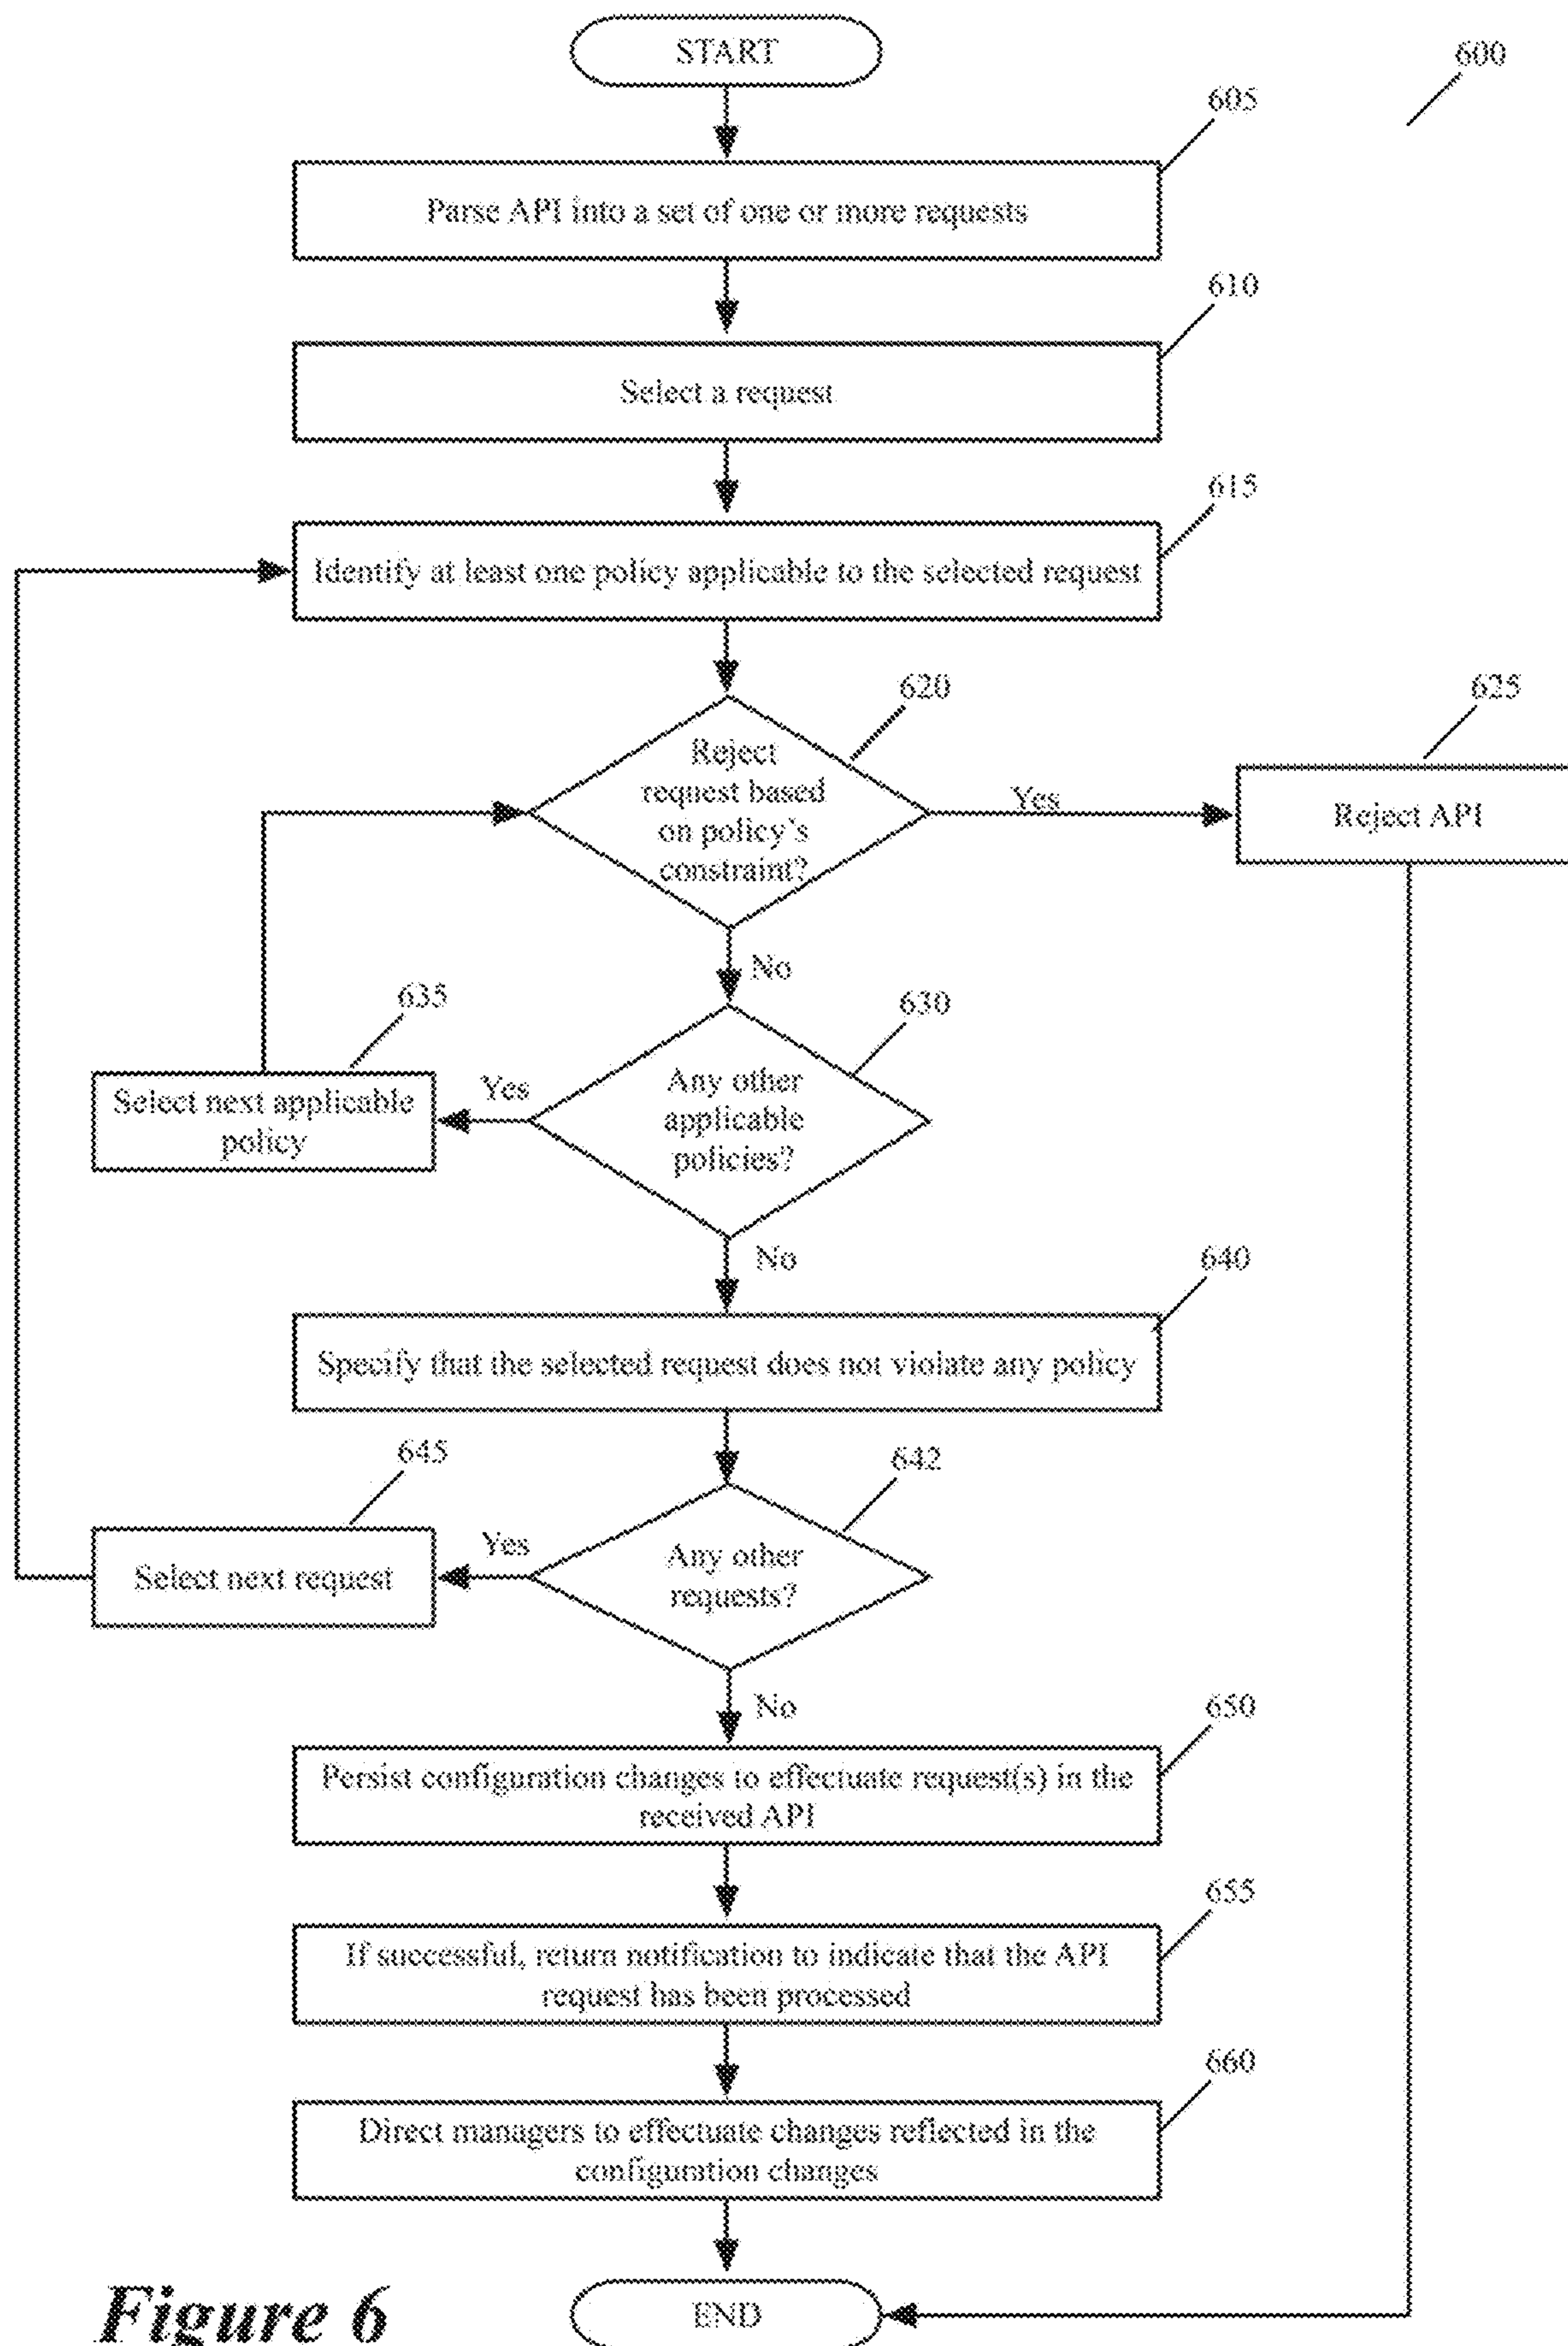 START
600
605
Parse API into a set of one or more requests
610
Select a request
615
Identify at least one policy applicable to the selected request
620
625
Reject
request based
on policy's
constraint?
Yes
Reject API
No
635
630
Select next applicable
policy
Yes
Any other
applicable
policies?
No
640
Specify that the selected request does not violate any policy
645
642
Select next request
Yes
Any other
requests?
No
650
Persist configuration changes to effectuate request(s) in the
received API
655
If successful, return notification to indicate that the API
request has been processed
660
Direct managers to effectuate changes reflected in the
configuration changes
END
Figure 6